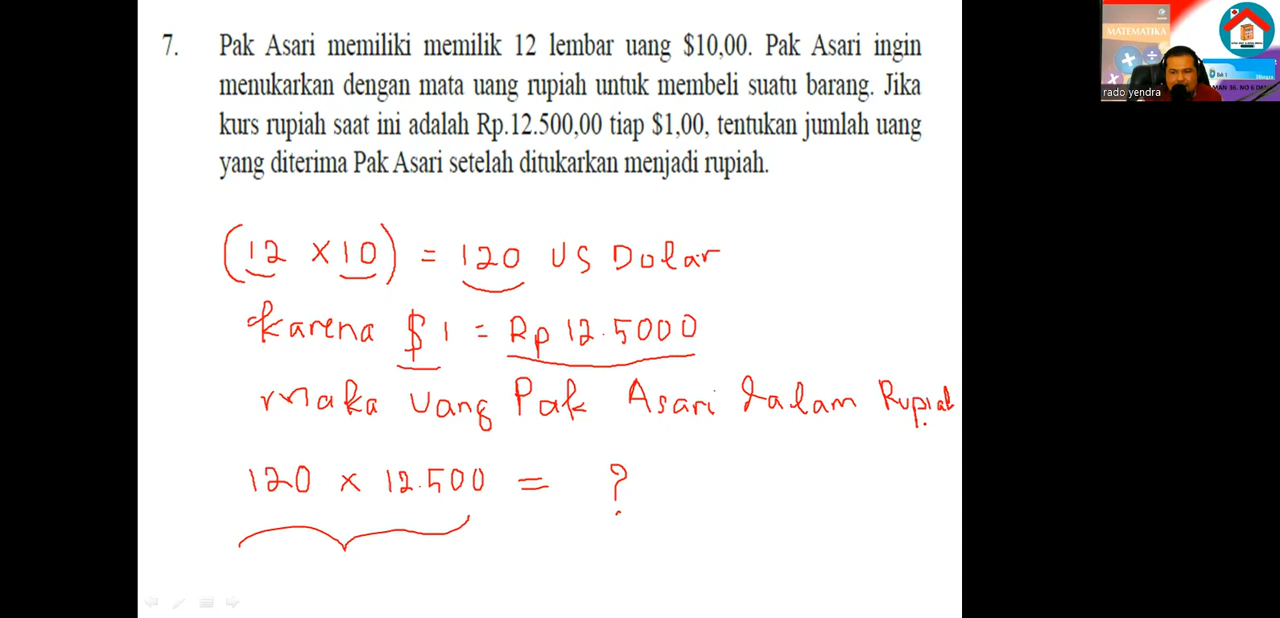 7. Pak Asari memiliki memilik 12 lembar uang $10,00. Pak Asari ingin
menukarkan dengan mata uang rupiah untuk membeli suatu barang. Jika
kurs rupiah saat ini adalah Rp.12.500,00 tiap $1,00, tentukan jumlah uang
yang diterima Pak Asari setelah ditukarkan menjadi rupiah.
(12 × 10) = 120 US Dolar
karena $ 1 = Rp 12.5000
maka Uang Pak Asari dalam Rupiah
120 × 12.500 = ?
MATEMATIKA
rado yendra